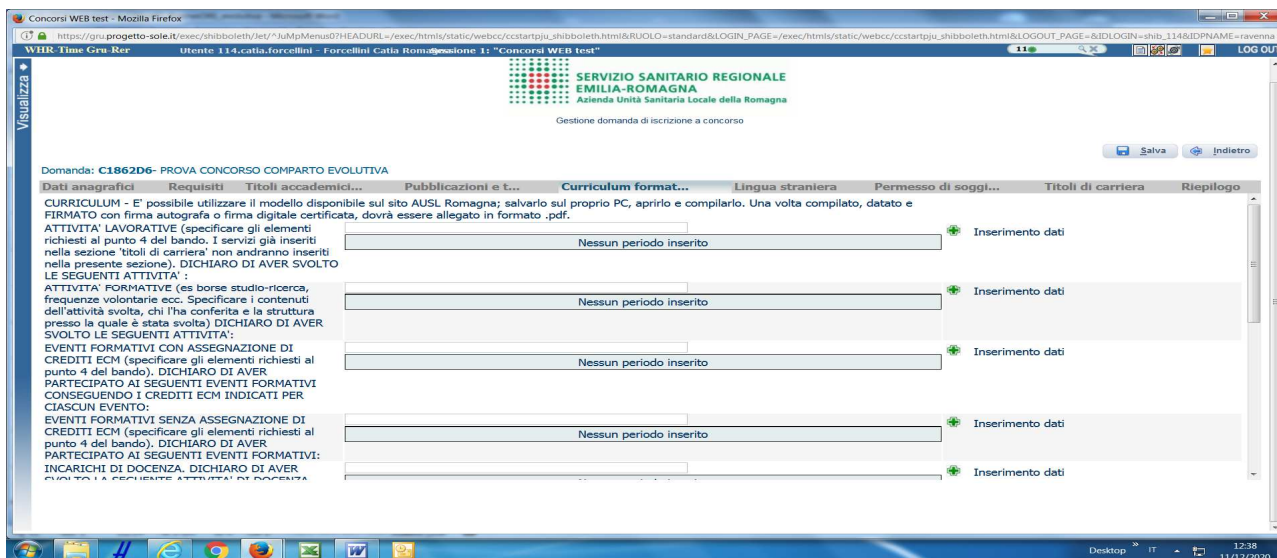 Concorsi WEB test - Mozilla Firefox
https://gru.progetto-sole.it/exec/shibboleth/Jet/^JuMpMenus0?HEADURL=/exec/htmls/static/webcc/ccstartpju_shibboleth.html&RUOLO=standard&LOGIN_PAGE=/exec/htmls/static/webcc/ccstartpju_shibboleth.html&LOGOUT_PAGE=&IDLOGIN=shib_114&IDPNAME=ravenna
WHR-Time Gru-Rer Utente 114.catia.forcellini - Forcellini Catia Romagna Sessione 1: "Concorsi WEB test" 11 LOG OUT
Visualizza
SERVIZIO SANITARIO REGIONALE
EMILIA-ROMAGNA
Azienda Unità Sanitaria Locale della Romagna
Gestione domanda di iscrizione a concorso
Salva Indietro
Domanda: C1862D6- PROVA CONCORSO COMPARTO EVOLUTIVA
Dati anagrafici Requisiti Titoli accademici... Pubblicazioni e t... Curriculum format... Lingua straniera Permesso di soggi... Titoli di carriera Riepilogo
CURRICULUM - E' possibile utilizzare il modello disponibile sul sito AUSL Romagna; salvarlo sul proprio PC, aprirlo e compilarlo. Una volta compilato, datato e
FIRMATO con firma autografa o firma digitale certificata, dovrà essere allegato in formato .pdf.
ATTIVITA' LAVORATIVE (specificare gli elementi
richiesti al punto 4 del bando. I servizi già inseriti
nella sezione 'titoli di carriera' non andranno inseriti
nella presente sezione). DICHIARO DI AVER SVOLTO
LE SEGUENTI ATTIVITA' :
Nessun periodo inserito
Inserimento dati
ATTIVITA' FORMATIVE (es borse studio-ricerca,
frequenze volontarie ecc. Specificare i contenuti
dell'attività svolta, chi l'ha conferita e la struttura
presso la quale è stata svolta) DICHIARO DI AVER
SVOLTO LE SEGUENTI ATTIVITA':
Nessun periodo inserito
Inserimento dati
EVENTI FORMATIVI CON ASSEGNAZIONE DI
CREDITI ECM (specificare gli elementi richiesti al
punto 4 del bando). DICHIARO DI AVER
PARTECIPATO AI SEGUENTI EVENTI FORMATIVI
CONSEGUENDO I CREDITI ECM INDICATI PER
CIASCUN EVENTO:
Nessun periodo inserito
Inserimento dati
EVENTI FORMATIVI SENZA ASSEGNAZIONE DI
CREDITI ECM (specificare gli elementi richiesti al
punto 4 del bando). DICHIARO DI AVER
PARTECIPATO AI SEGUENTI EVENTI FORMATIVI:
Nessun periodo inserito
Inserimento dati
INCARICHI DI DOCENZA. DICHIARO DI AVER
SVOLTO LA SEGUENTE ATTIVITA' DI DOCENZA
Inserimento dati
Desktop IT 12:38
11/12/2020